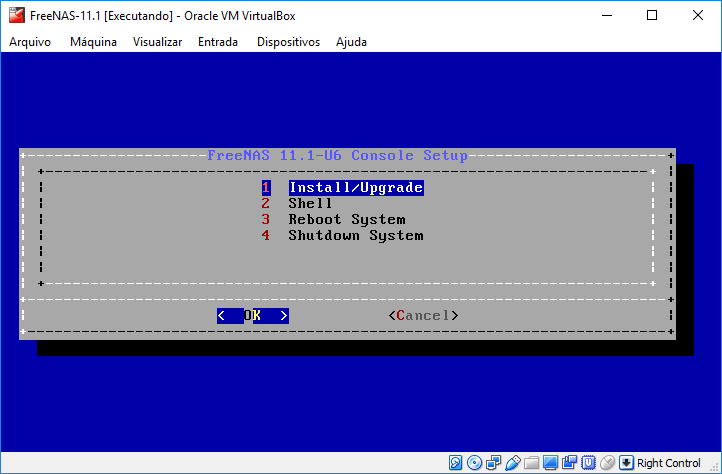 FreeNAS-11.1 [Executando] - Oracle VM VirtualBox
Arquivo Máquina Visualizar Entrada Dispositivos Ajuda
FreeNAS 11.1-U6 Console Setup
1 Install/Upgrade
2 Shell
3 Reboot System
4 Shutdown System
< OK > <Cancel>
Right Control